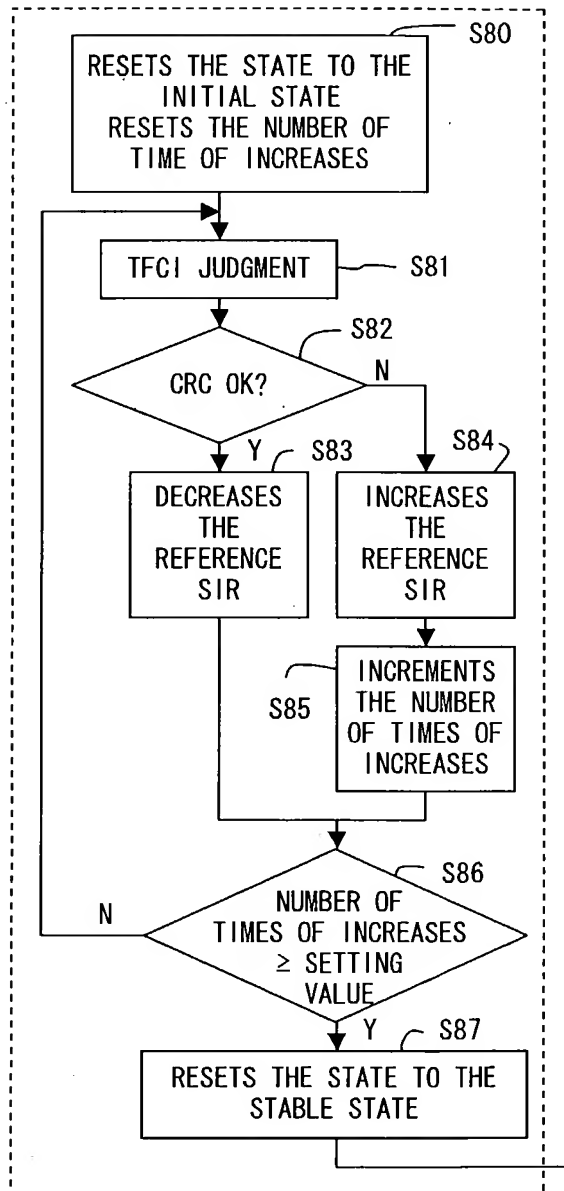 S80
RESETS THE STATE TO THE
INITIAL STATE
RESETS THE NUMBER OF
TIME OF INCREASES
TFCI JUDGMENT
S81
S82
CRC OK?
N
Y
S83
S84
DECREASES
THE
REFERENCE
SIR
INCREASES
THE
REFERENCE
SIR
S85
INCREMENTS
THE NUMBER
OF TIMES OF
INCREASES
S86
N
NUMBER OF
TIMES OF INCREASES
≥ SETTING
VALUE
Y
S87
RESETS THE STATE TO THE
STABLE STATE